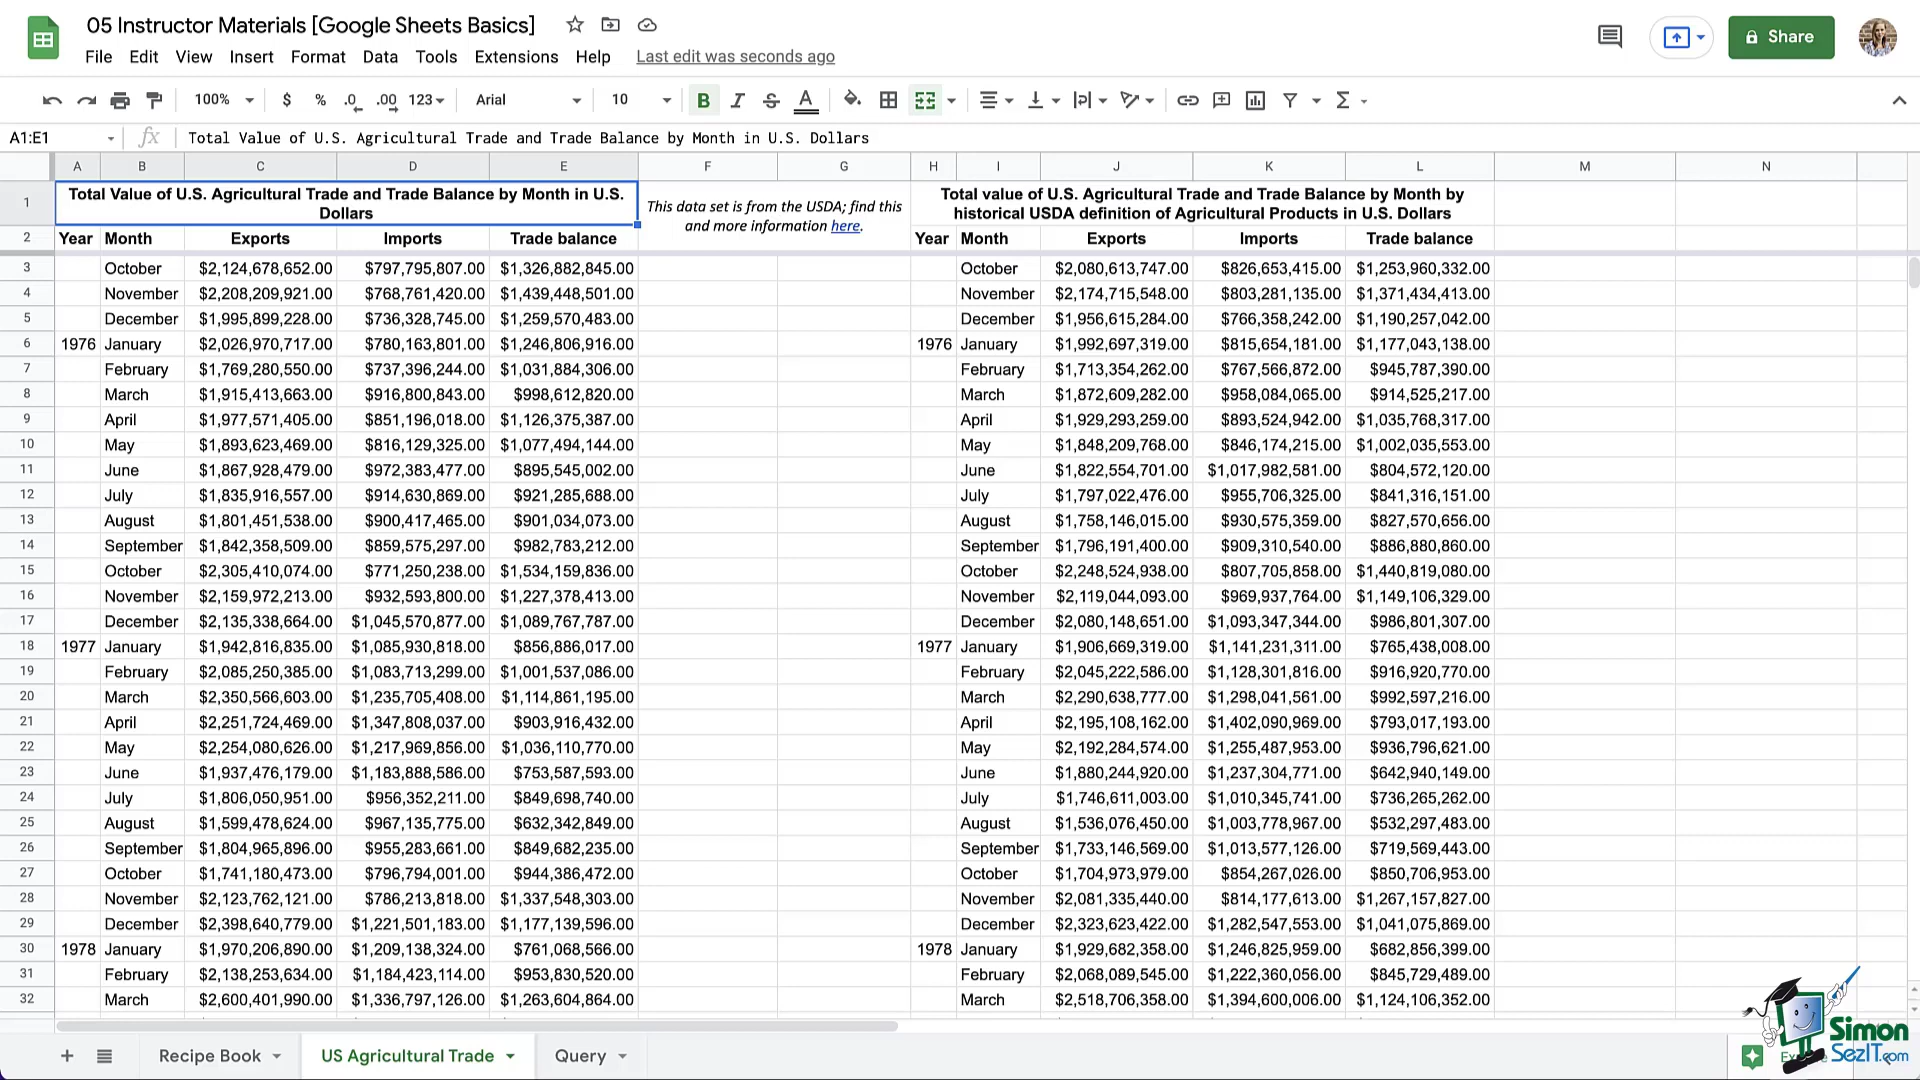 05 Instructor Materials [Google Sheets Basics]
File Edit View Insert Format Data Tools Extensions Help Last edit was seconds ago
Share
100% $ % .0 .00 123 Arial 10 B I S A Σ
A1:E1 fx Total Value of U.S. Agricultural Trade and Trade Balance by Month in U.S. Dollars
A B C D E F G H I J K L M N
1 Total Value of U.S. Agricultural Trade and Trade Balance by Month in U.S. Dollars This data set is from the USDA; find this and more information here. Total value of U.S. Agricultural Trade and Trade Balance by Month by historical USDA definition of Agricultural Products in U.S. Dollars
2 Year Month Exports Imports Trade balance Year Month Exports Imports Trade balance
3 October $2,124,678,652.00 $797,795,807.00 $1,326,882,845.00 October $2,080,613,747.00 $826,653,415.00 $1,253,960,332.00
4 November $2,208,209,921.00 $768,761,420.00 $1,439,448,501.00 November $2,174,715,548.00 $803,281,135.00 $1,371,434,413.00
5 December $1,995,899,228.00 $736,328,745.00 $1,259,570,483.00 December $1,956,615,284.00 $766,358,242.00 $1,190,257,042.00
6 1976 January $2,026,970,717.00 $780,163,801.00 $1,246,806,916.00 1976 January $1,992,697,319.00 $815,654,181.00 $1,177,043,138.00
7 February $1,769,280,550.00 $737,396,244.00 $1,031,884,306.00 February $1,713,354,262.00 $767,566,872.00 $945,787,390.00
8 March $1,915,413,663.00 $916,800,843.00 $998,612,820.00 March $1,872,609,282.00 $958,084,065.00 $914,525,217.00
9 April $1,977,571,405.00 $851,196,018.00 $1,126,375,387.00 April $1,929,293,259.00 $893,524,942.00 $1,035,768,317.00
10 May $1,893,623,469.00 $816,129,325.00 $1,077,494,144.00 May $1,848,209,768.00 $846,174,215.00 $1,002,035,553.00
11 June $1,867,928,479.00 $972,383,477.00 $895,545,002.00 June $1,822,554,701.00 $1,017,982,581.00 $804,572,120.00
12 July $1,835,916,557.00 $914,630,869.00 $921,285,688.00 July $1,797,022,476.00 $955,706,325.00 $841,316,151.00
13 August $1,801,451,538.00 $900,417,465.00 $901,034,073.00 August $1,758,146,015.00 $930,575,359.00 $827,570,656.00
14 September $1,842,358,509.00 $859,575,297.00 $982,783,212.00 September $1,796,191,400.00 $909,310,540.00 $886,880,860.00
15 October $2,305,410,074.00 $771,250,238.00 $1,534,159,836.00 October $2,248,524,938.00 $807,705,858.00 $1,440,819,080.00
16 November $2,159,972,213.00 $932,593,800.00 $1,227,378,413.00 November $2,119,044,093.00 $969,937,764.00 $1,149,106,329.00
17 December $2,135,338,664.00 $1,045,570,877.00 $1,089,767,787.00 December $2,080,148,651.00 $1,093,347,344.00 $986,801,307.00
18 1977 January $1,942,816,835.00 $1,085,930,818.00 $856,886,017.00 1977 January $1,906,669,319.00 $1,141,231,311.00 $765,438,008.00
19 February $2,085,250,385.00 $1,083,713,299.00 $1,001,537,086.00 February $2,045,222,586.00 $1,128,301,816.00 $916,920,770.00
20 March $2,350,566,603.00 $1,235,705,408.00 $1,114,861,195.00 March $2,290,638,777.00 $1,298,041,561.00 $992,597,216.00
21 April $2,251,724,469.00 $1,347,808,037.00 $903,916,432.00 April $2,195,108,162.00 $1,402,090,969.00 $793,017,193.00
22 May $2,254,080,626.00 $1,217,969,856.00 $1,036,110,770.00 May $2,192,284,574.00 $1,255,487,953.00 $936,796,621.00
23 June $1,937,476,179.00 $1,183,888,586.00 $753,587,593.00 June $1,880,244,920.00 $1,237,304,771.00 $642,940,149.00
24 July $1,806,050,951.00 $956,352,211.00 $849,698,740.00 July $1,746,611,003.00 $1,010,345,741.00 $736,265,262.00
25 August $1,599,478,624.00 $967,135,775.00 $632,342,849.00 August $1,536,076,450.00 $1,003,778,967.00 $532,297,483.00
26 September $1,804,965,896.00 $955,283,661.00 $849,682,235.00 September $1,733,146,569.00 $1,013,577,126.00 $719,569,443.00
27 October $1,741,180,473.00 $796,794,001.00 $944,386,472.00 October $1,704,973,979.00 $854,267,026.00 $850,706,953.00
28 November $2,123,762,121.00 $786,213,818.00 $1,337,548,303.00 November $2,081,335,440.00 $814,177,613.00 $1,267,157,827.00
29 December $2,398,640,779.00 $1,221,501,183.00 $1,177,139,596.00 December $2,323,623,422.00 $1,282,547,553.00 $1,041,075,869.00
30 1978 January $1,970,206,890.00 $1,209,138,324.00 $761,068,566.00 1978 January $1,929,682,358.00 $1,246,825,959.00 $682,856,399.00
31 February $2,138,253,634.00 $1,184,423,114.00 $953,830,520.00 February $2,068,089,545.00 $1,222,360,056.00 $845,729,489.00
32 March $2,600,401,990.00 $1,336,797,126.00 $1,263,604,864.00 March $2,518,706,358.00 $1,394,600,006.00 $1,124,106,352.00
Recipe Book US Agricultural Trade Query
Simon
SezIT.com